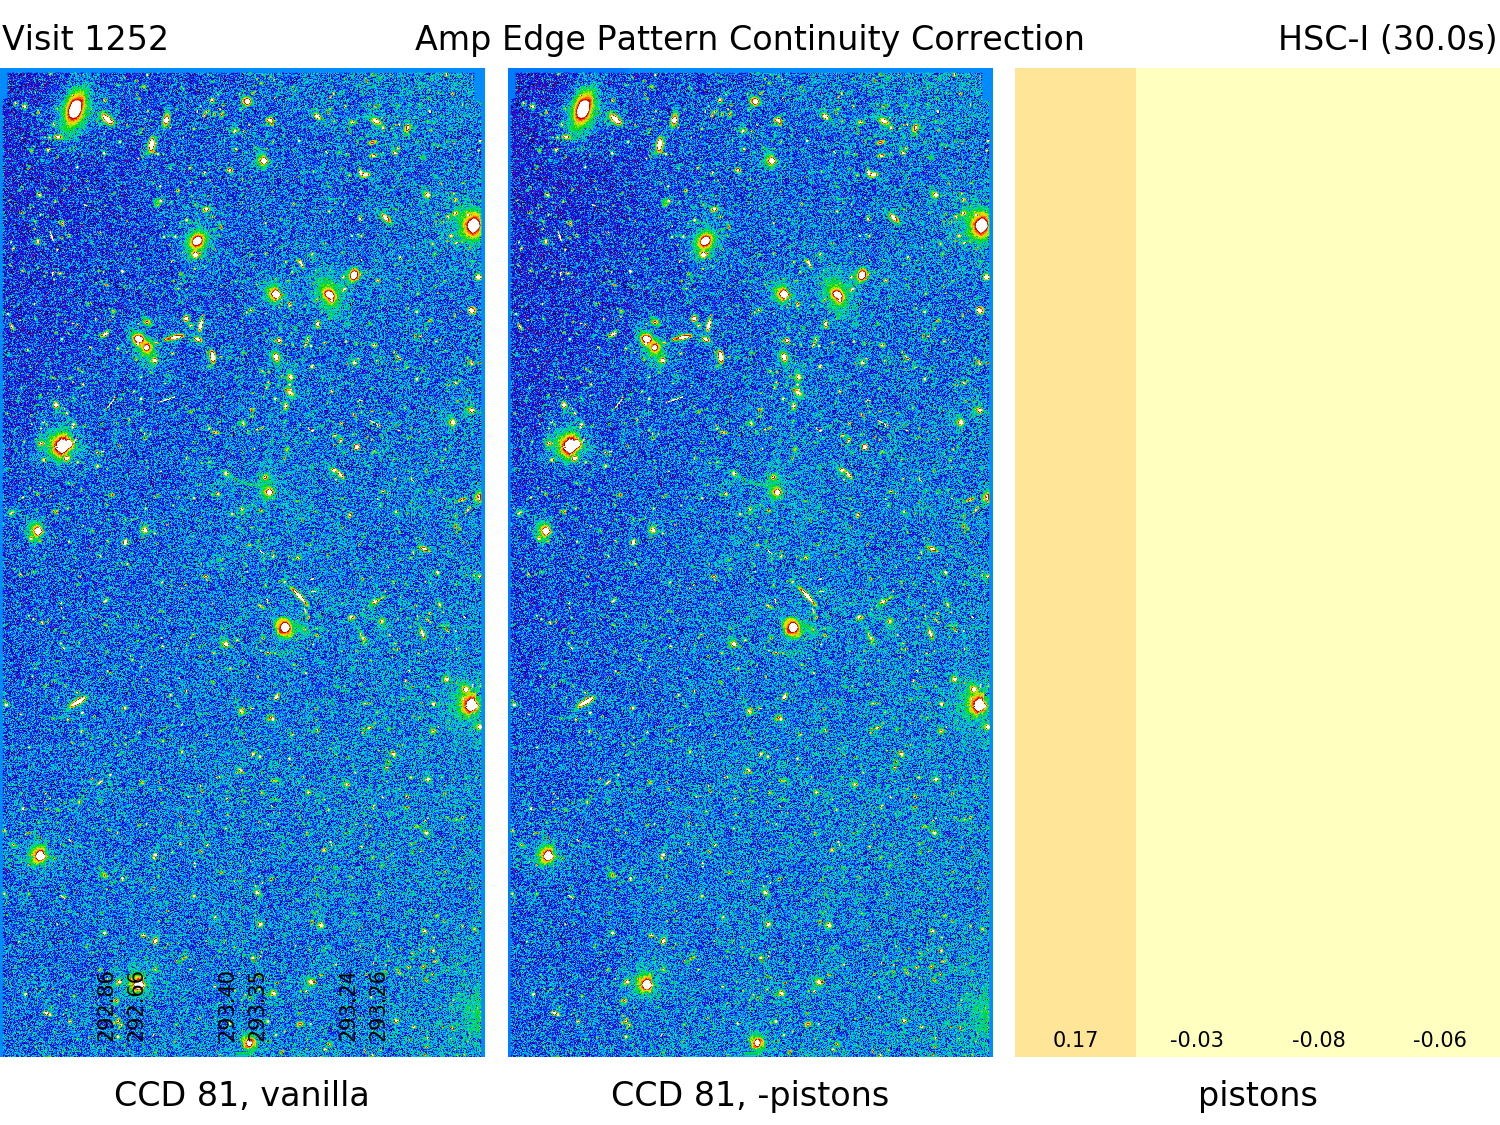 Visit 1252
Amp Edge Pattern Continuity Correction
HSC-I (30.0s)
292.86
292.66
293.40
293.35
293.24
293.26
0.17
-0.03
-0.08
-0.06
CCD 81, vanilla
CCD 81, -pistons
pistons